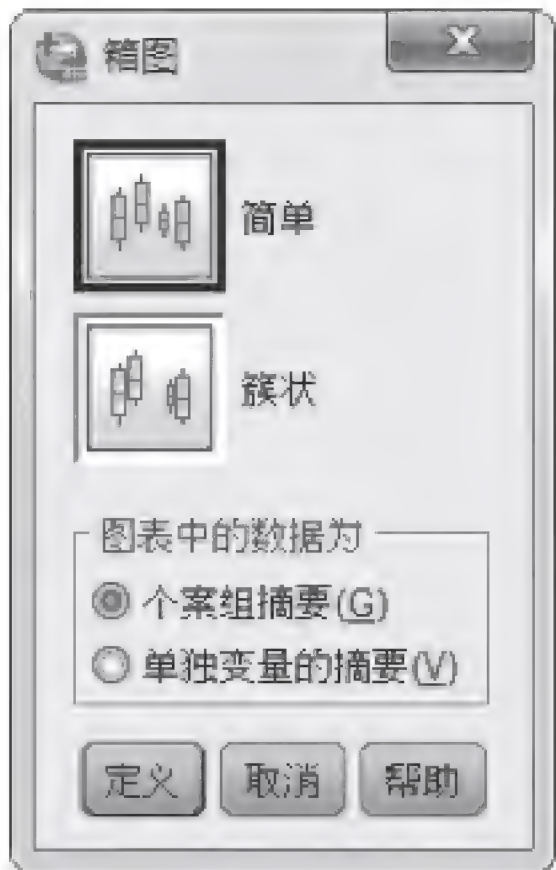 箱图
简单
簇状
图表中的数据为
个案组摘要(G)
单独变量的摘要(V)
定义 取消 帮助